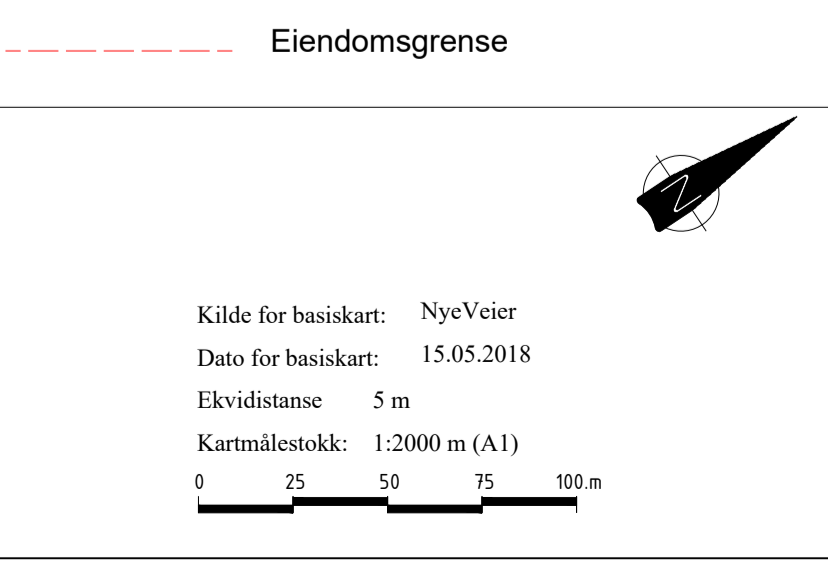 Eiendomsgrense
N
Kilde for basiskart: NyeVeier
Dato for basiskart: 15.05.2018
Ekvidistanse 5 m
Kartmålestokk: 1:2000 m (A1)
0 25 50 75 100.m